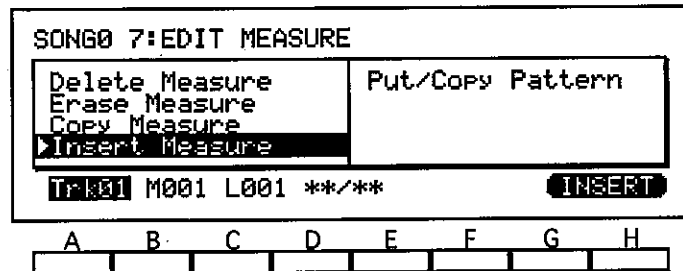 SONG0 7:EDIT MEASURE
Delete Measure
Erase Measure
Copy Measure
▶Insert Measure
Put/Copy Pattern
Trk01 M001 L001 **/** INSERT
A B C D E F G H